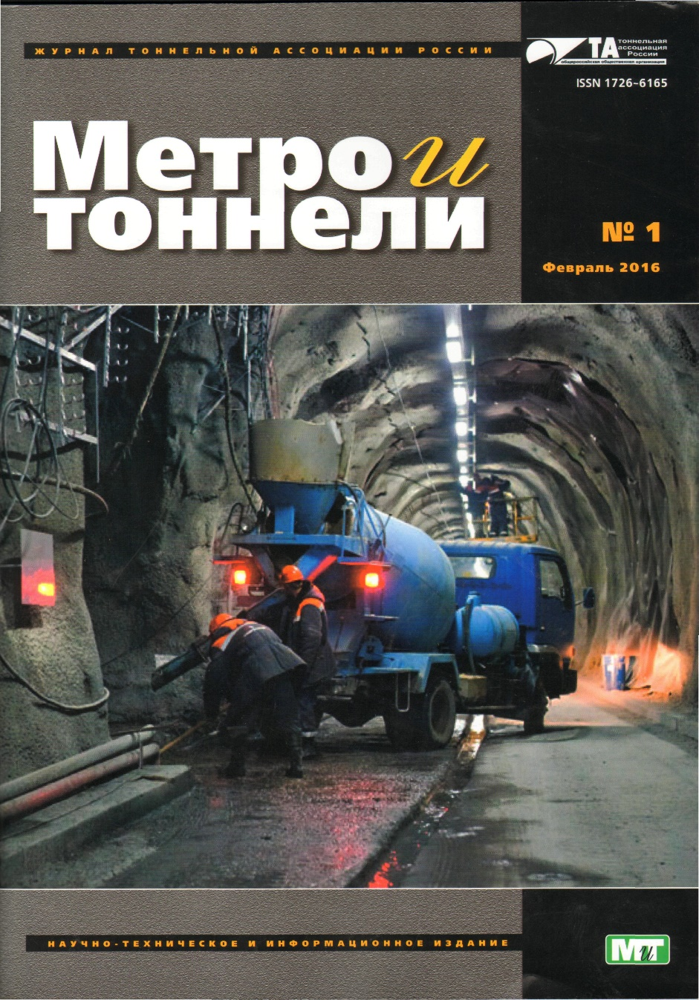 ЖУРНАЛ ТОННЕЛЬНОЙ АССОЦИАЦИИ РОССИИ
ТА
тоннельная
ассоциация
России
общероссийская общественная организация
ISSN 1726-6165
Метро и
тоннели
№ 1
Февраль 2016
НАУЧНО-ТЕХНИЧЕСКОЕ И ИНФОРМАЦИОННОЕ ИЗДАНИЕ
МиТ